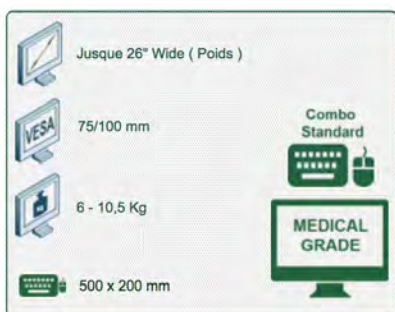 Jusque 26" Wide ( Poids )
VESA
75/100 mm
6 - 10,5 Kg
500 x 200 mm
Combo
Standard
MEDICAL
GRADE